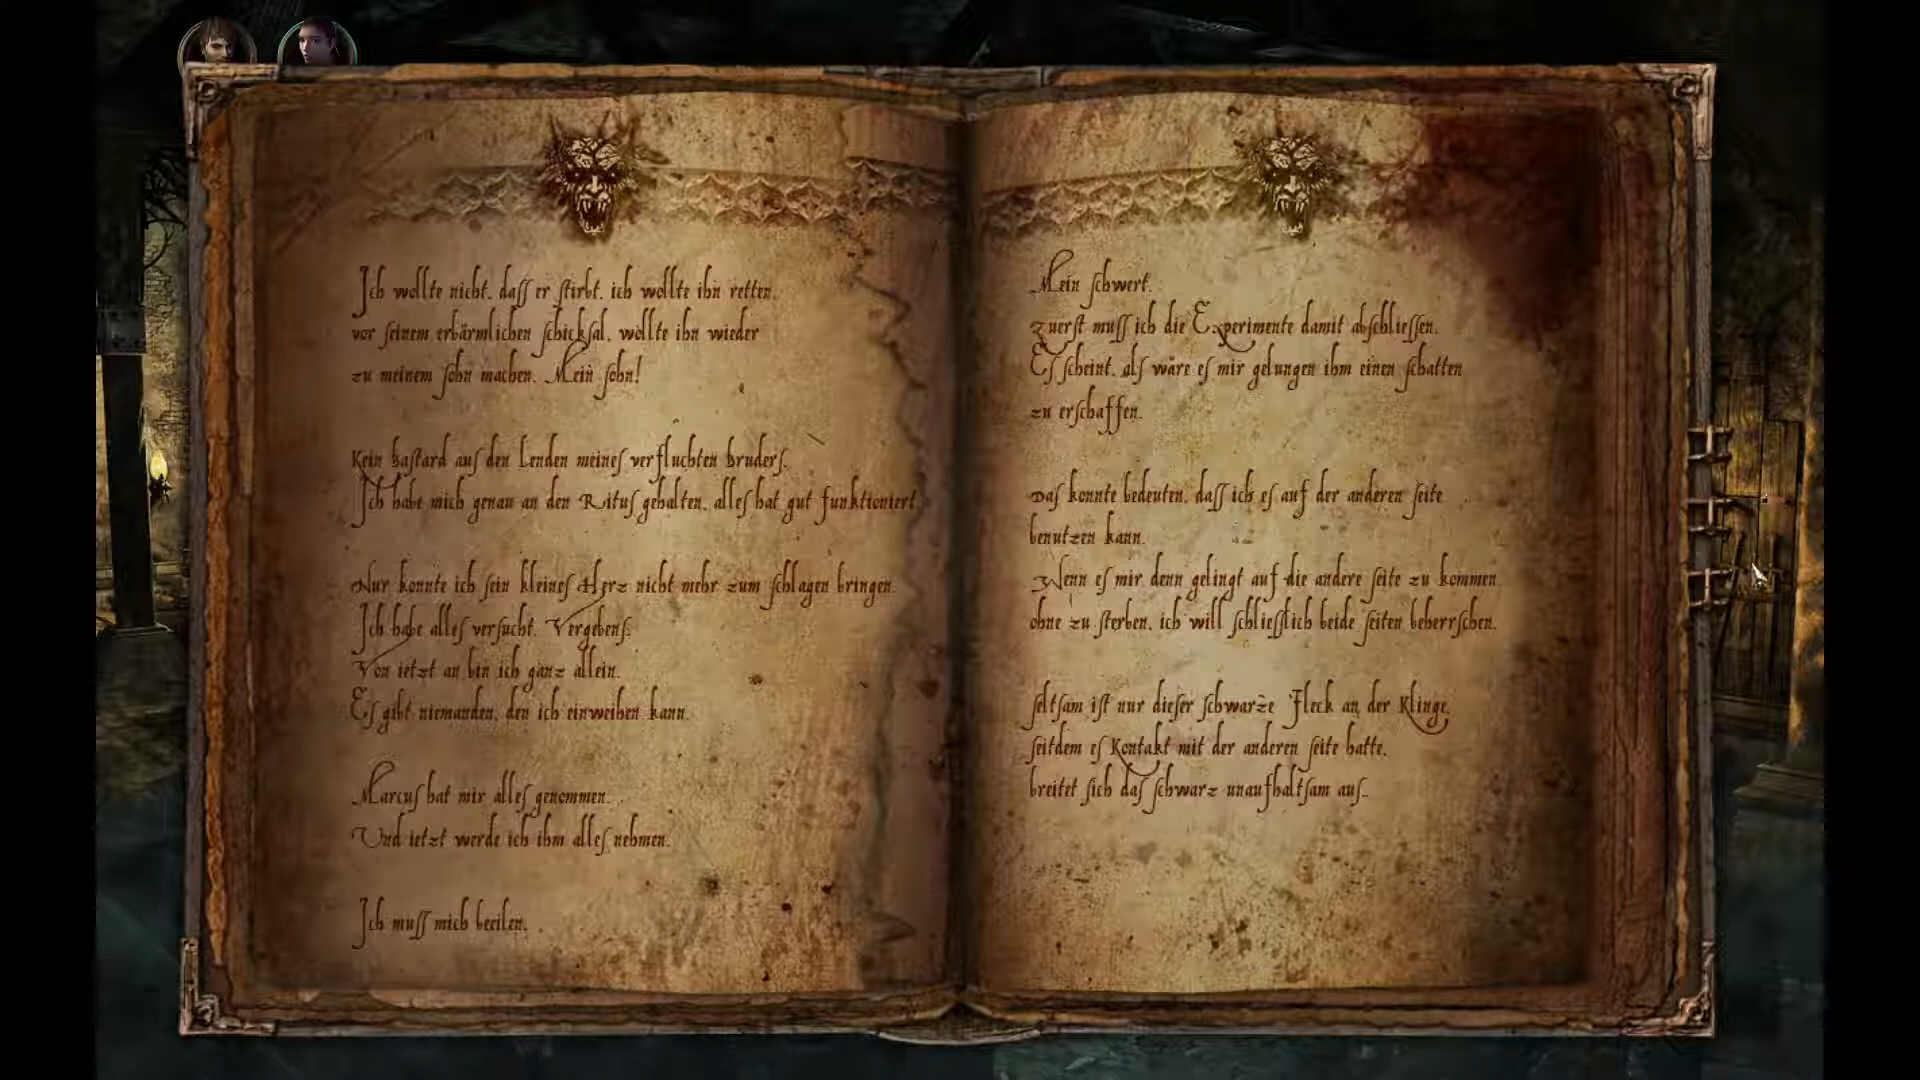 Ich wollte nicht, dass er stirbt, ich wollte ihn retten,
vor seinem erbärmlichen schicksal, wollte ihn wieder
zu meinem sohn machen. Mein sohn!
Kein bastard aus den Lenden meines verfluchten bruders.
Ich habe mich genau an den Ritus gehalten, alles hat gut funktioniert.
Nur konnte ich sein kleines Herz nicht mehr zum schlagen bringen.
Ich habe alles versucht. Vergebens.
Von ietzt an bin ich ganz allein.
Es gibt niemanden, den ich einweihen kann.
Marcus hat mir alles genommen.
Und ietzt werde ich ihm alles nehmen.
Ich muss mich beeilen.
Mein schwert.
zuerst muss ich die Experimente damit abschliessen.
Es scheint, als wäre es mir gelungen ihm einen schatten
zu erschaffen.
Das konnte bedeuten, dass ich es auf der anderen seite
benutzen kann.
Wenn es mir denn gelingt auf die andere seite zu kommen
ohne zu sterben, ich will schliesslich beide seiten beherrschen.
seltsam ist nur dieser schwarze Fleck an der Klinge,
seitdem es Kontakt mit der anderen seite hatte,
breitet sich das schwarz unaufhaltsam aus..